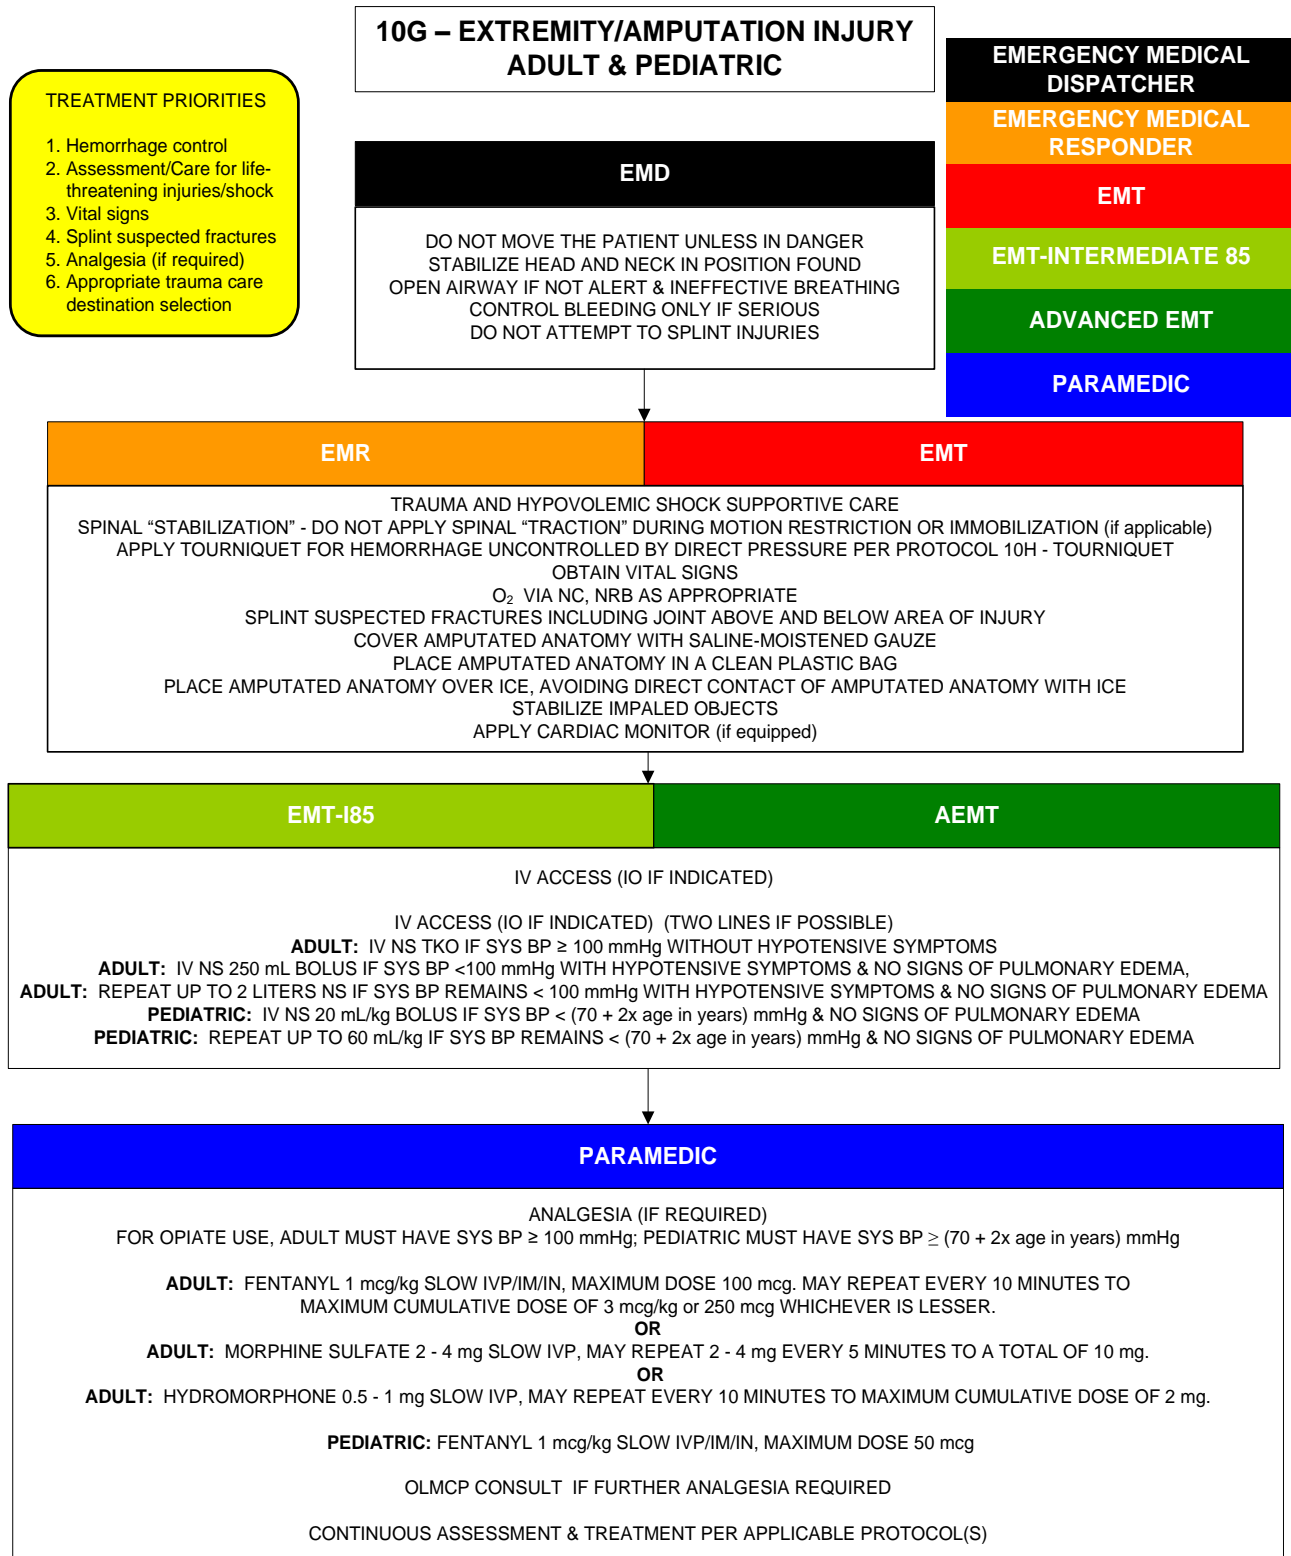 10G – EXTREMITY/AMPUTATION INJURY
ADULT & PEDIATRIC
TREATMENT PRIORITIES
1. Hemorrhage control
2. Assessment/Care for life-
threatening injuries/shock
3. Vital signs
4. Splint suspected fractures
5. Analgesia (if required)
6. Appropriate trauma care
destination selection
EMERGENCY MEDICAL
DISPATCHER
EMERGENCY MEDICAL
RESPONDER
EMT
EMT-INTERMEDIATE 85
ADVANCED EMT
PARAMEDIC
EMD
DO NOT MOVE THE PATIENT UNLESS IN DANGER
STABILIZE HEAD AND NECK IN POSITION FOUND
OPEN AIRWAY IF NOT ALERT & INEFFECTIVE BREATHING
CONTROL BLEEDING ONLY IF SERIOUS
DO NOT ATTEMPT TO SPLINT INJURIES
EMR
EMT
TRAUMA AND HYPOVOLEMIC SHOCK SUPPORTIVE CARE
SPINAL “STABILIZATION” - DO NOT APPLY SPINAL “TRACTION” DURING MOTION RESTRICTION OR IMMOBILIZATION (if applicable)
APPLY TOURNIQUET FOR HEMORRHAGE UNCONTROLLED BY DIRECT PRESSURE PER PROTOCOL 10H - TOURNIQUET
OBTAIN VITAL SIGNS
O₂ VIA NC, NRB AS APPROPRIATE
SPLINT SUSPECTED FRACTURES INCLUDING JOINT ABOVE AND BELOW AREA OF INJURY
COVER AMPUTATED ANATOMY WITH SALINE-MOISTENED GAUZE
PLACE AMPUTATED ANATOMY IN A CLEAN PLASTIC BAG
PLACE AMPUTATED ANATOMY OVER ICE, AVOIDING DIRECT CONTACT OF AMPUTATED ANATOMY WITH ICE
STABILIZE IMPALED OBJECTS
APPLY CARDIAC MONITOR (if equipped)
EMT-I85
AEMT
IV ACCESS (IO IF INDICATED)
IV ACCESS (IO IF INDICATED) (TWO LINES IF POSSIBLE)
ADULT: IV NS TKO IF SYS BP ≥ 100 mmHg WITHOUT HYPOTENSIVE SYMPTOMS
ADULT: IV NS 250 mL BOLUS IF SYS BP <100 mmHg WITH HYPOTENSIVE SYMPTOMS & NO SIGNS OF PULMONARY EDEMA,
ADULT: REPEAT UP TO 2 LITERS NS IF SYS BP REMAINS < 100 mmHg WITH HYPOTENSIVE SYMPTOMS & NO SIGNS OF PULMONARY EDEMA
PEDIATRIC: IV NS 20 mL/kg BOLUS IF SYS BP < (70 + 2x age in years) mmHg & NO SIGNS OF PULMONARY EDEMA
PEDIATRIC: REPEAT UP TO 60 mL/kg IF SYS BP REMAINS < (70 + 2x age in years) mmHg & NO SIGNS OF PULMONARY EDEMA
PARAMEDIC
ANALGESIA (IF REQUIRED)
FOR OPIATE USE, ADULT MUST HAVE SYS BP ≥ 100 mmHg; PEDIATRIC MUST HAVE SYS BP ≥ (70 + 2x age in years) mmHg
ADULT: FENTANYL 1 mcg/kg SLOW IVP/IM/IN, MAXIMUM DOSE 100 mcg. MAY REPEAT EVERY 10 MINUTES TO
MAXIMUM CUMULATIVE DOSE OF 3 mcg/kg or 250 mcg WHICHEVER IS LESSER.
OR
ADULT: MORPHINE SULFATE 2 - 4 mg SLOW IVP, MAY REPEAT 2 - 4 mg EVERY 5 MINUTES TO A TOTAL OF 10 mg.
OR
ADULT: HYDROMORPHONE 0.5 - 1 mg SLOW IVP, MAY REPEAT EVERY 10 MINUTES TO MAXIMUM CUMULATIVE DOSE OF 2 mg.
PEDIATRIC: FENTANYL 1 mcg/kg SLOW IVP/IM/IN, MAXIMUM DOSE 50 mcg
OLMCP CONSULT IF FURTHER ANALGESIA REQUIRED
CONTINUOUS ASSESSMENT & TREATMENT PER APPLICABLE PROTOCOL(S)